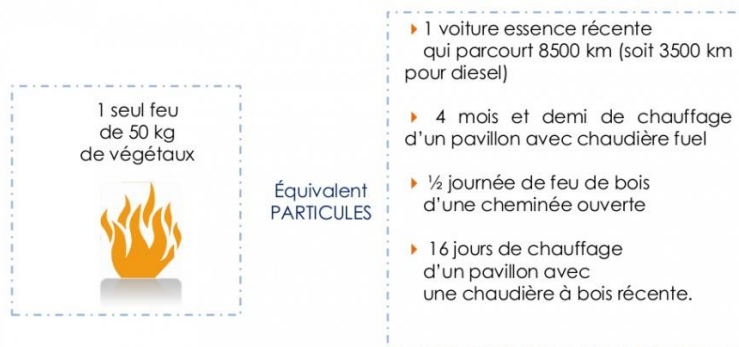 1 seul feu
de 50 kg
de végétaux
Équivalent
PARTICULES
1 voiture essence récente
qui parcourt 8500 km (soit 3500 km
pour diesel)
4 mois et demi de chauffage
d'un pavillon avec chaudière fuel
½ journée de feu de bois
d'une cheminée ouverte
16 jours de chauffage
d'un pavillon avec
une chaudière à bois récente.